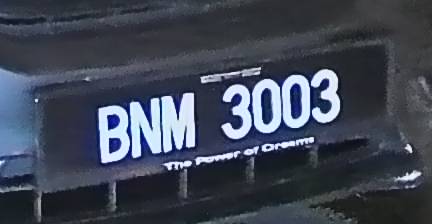 BNM 3003
The Power of Dreams